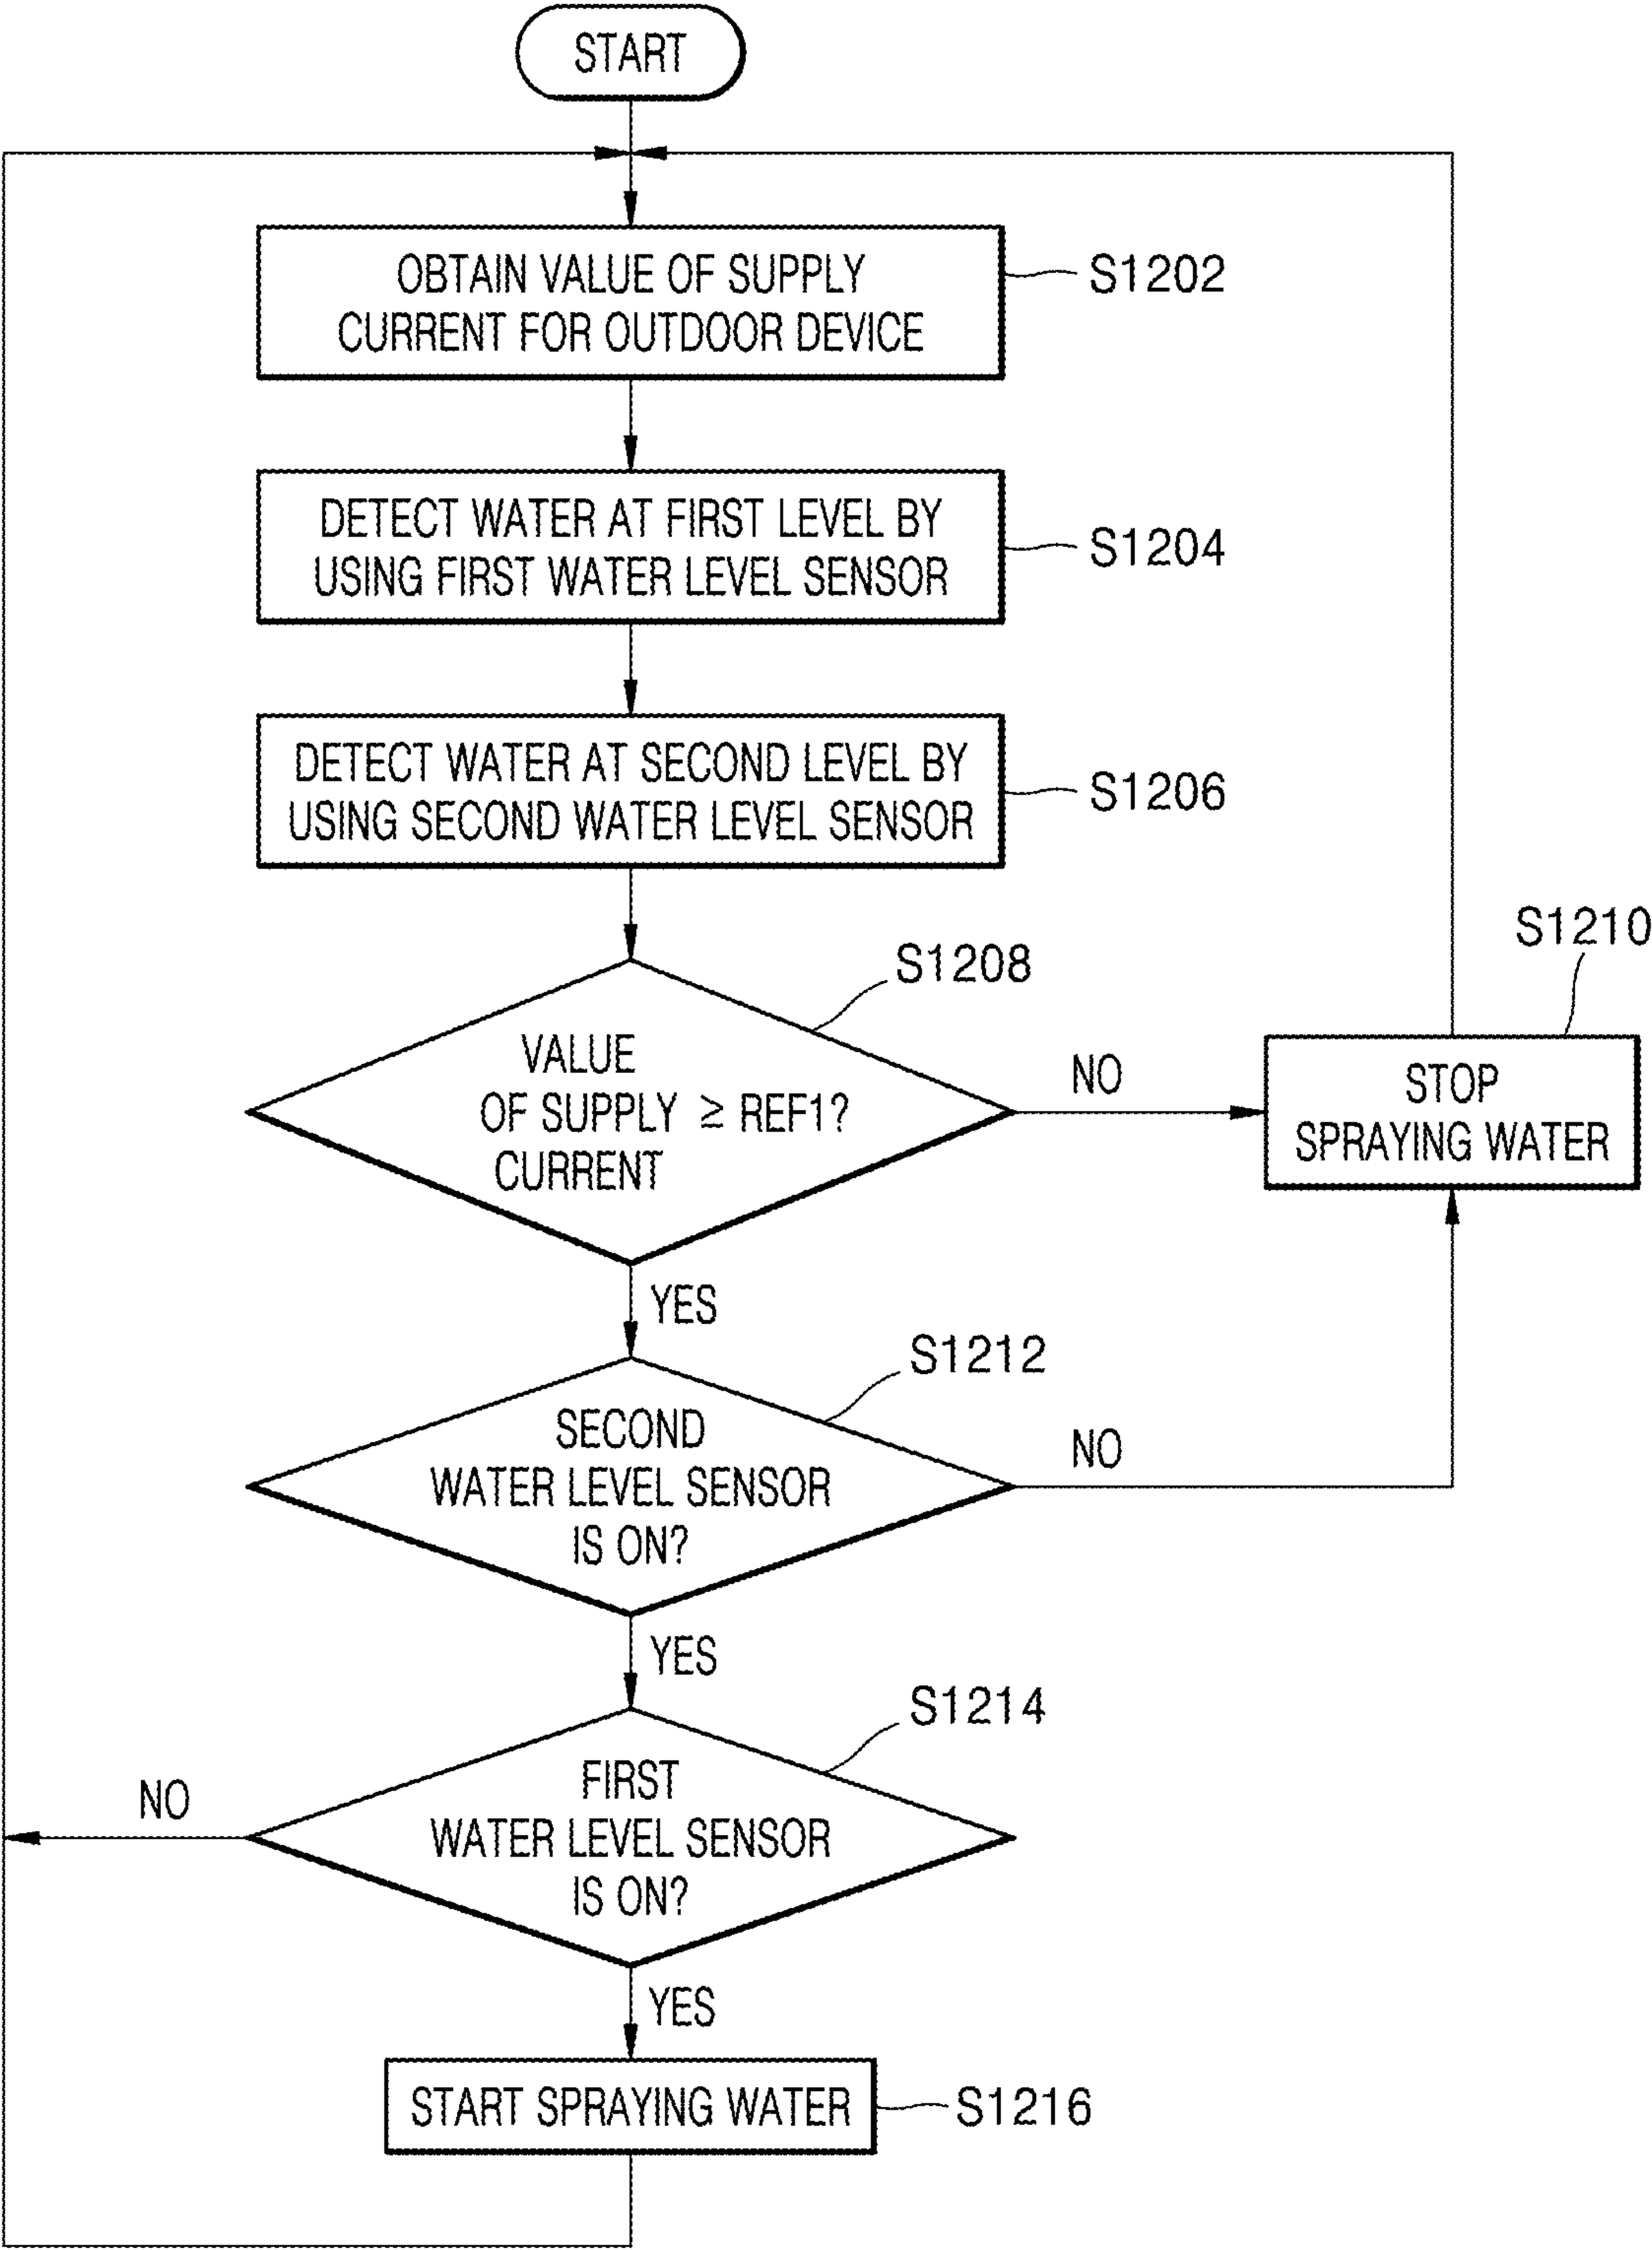 START
OBTAIN VALUE OF SUPPLY
CURRENT FOR OUTDOOR DEVICE
S1202
DETECT WATER AT FIRST LEVEL BY
USING FIRST WATER LEVEL SENSOR
S1204
DETECT WATER AT SECOND LEVEL BY
USING SECOND WATER LEVEL SENSOR
S1206
S1208
VALUE
OF SUPPLY ≥ REF1?
CURRENT
NO
S1210
STOP
SPRAYING WATER
YES
S1212
SECOND
WATER LEVEL SENSOR
IS ON?
NO
YES
S1214
FIRST
WATER LEVEL SENSOR
IS ON?
NO
YES
START SPRAYING WATER
S1216